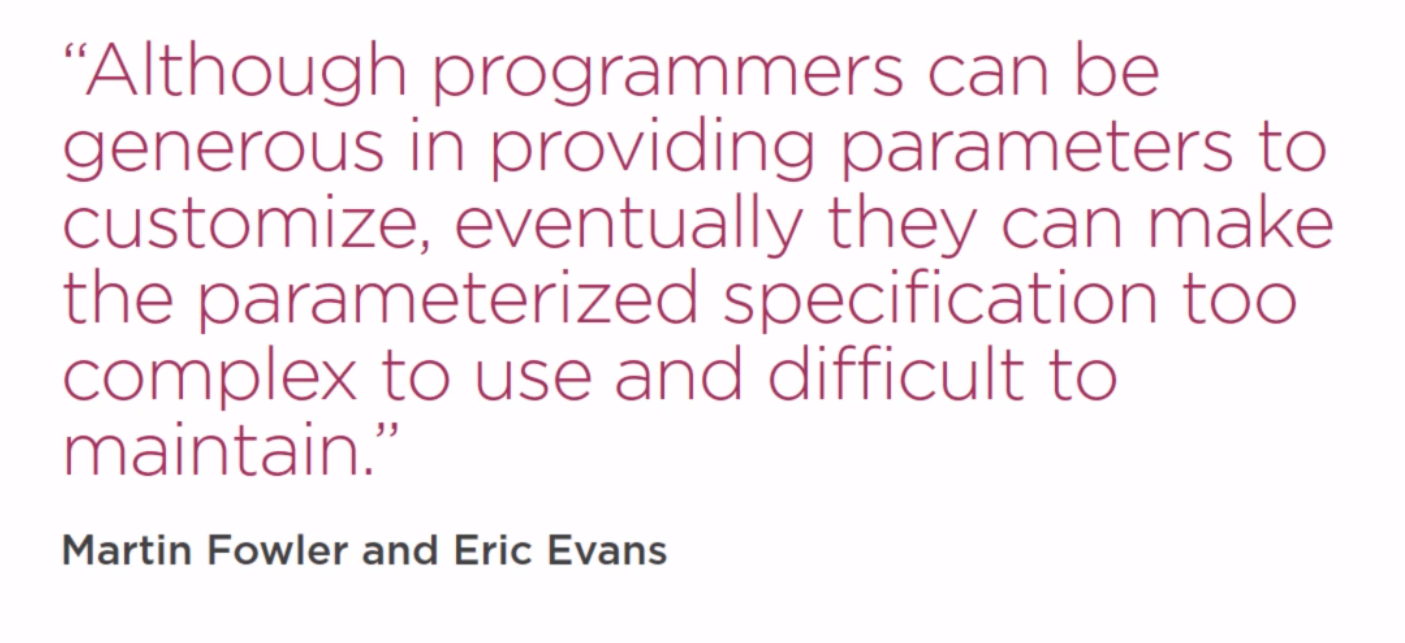 “Although programmers can be
generous in providing parameters to
customize, eventually they can make
the parameterized specification too
complex to use and difficult to
maintain.”
Martin Fowler and Eric Evans